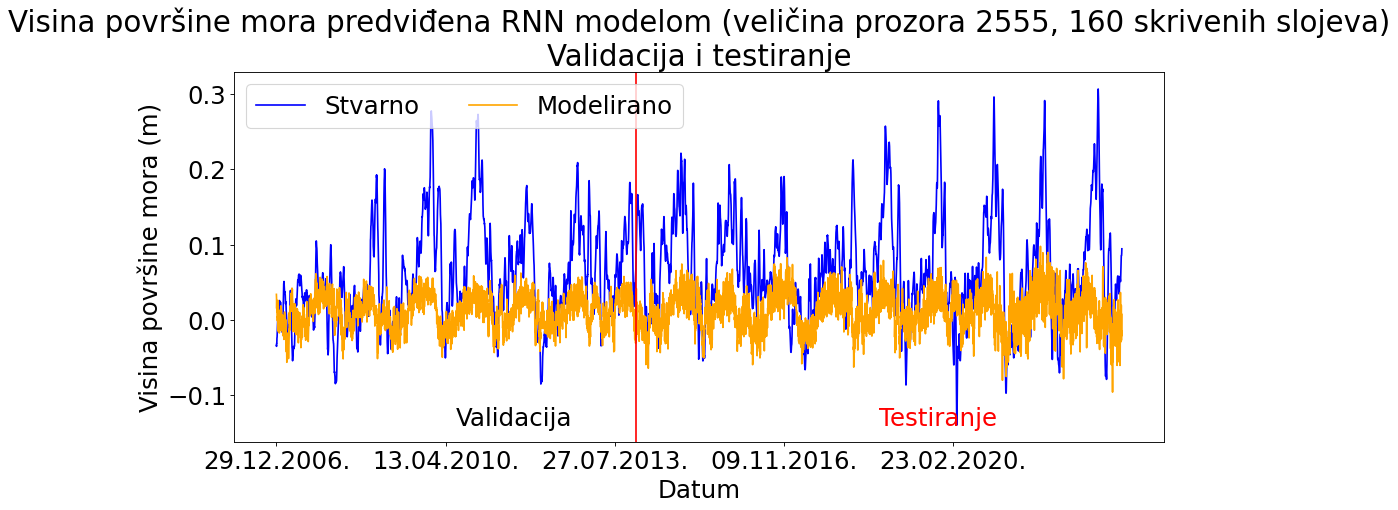 Visina površine mora predviđena RNN modelom (veličina prozora 2555, 160 skrivenih slojeva)
Validacija i testiranje
Stvarno Modelirano
Visina površine mora (m)
0.3
0.2
0.1
0.0
−0.1
Validacija Testiranje
29.12.2006. 13.04.2010. 27.07.2013. 09.11.2016. 23.02.2020.
Datum